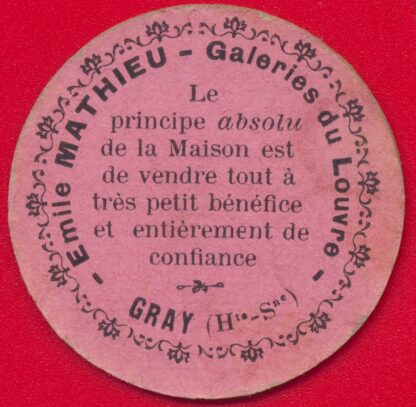 - Emile MATHIEU - Galeries du Louvre -
Le
principe absolu
de la Maison est
de vendre tout à
très petit bénéfice
et entièrement de
confiance
GRAY (Hte-Sne)